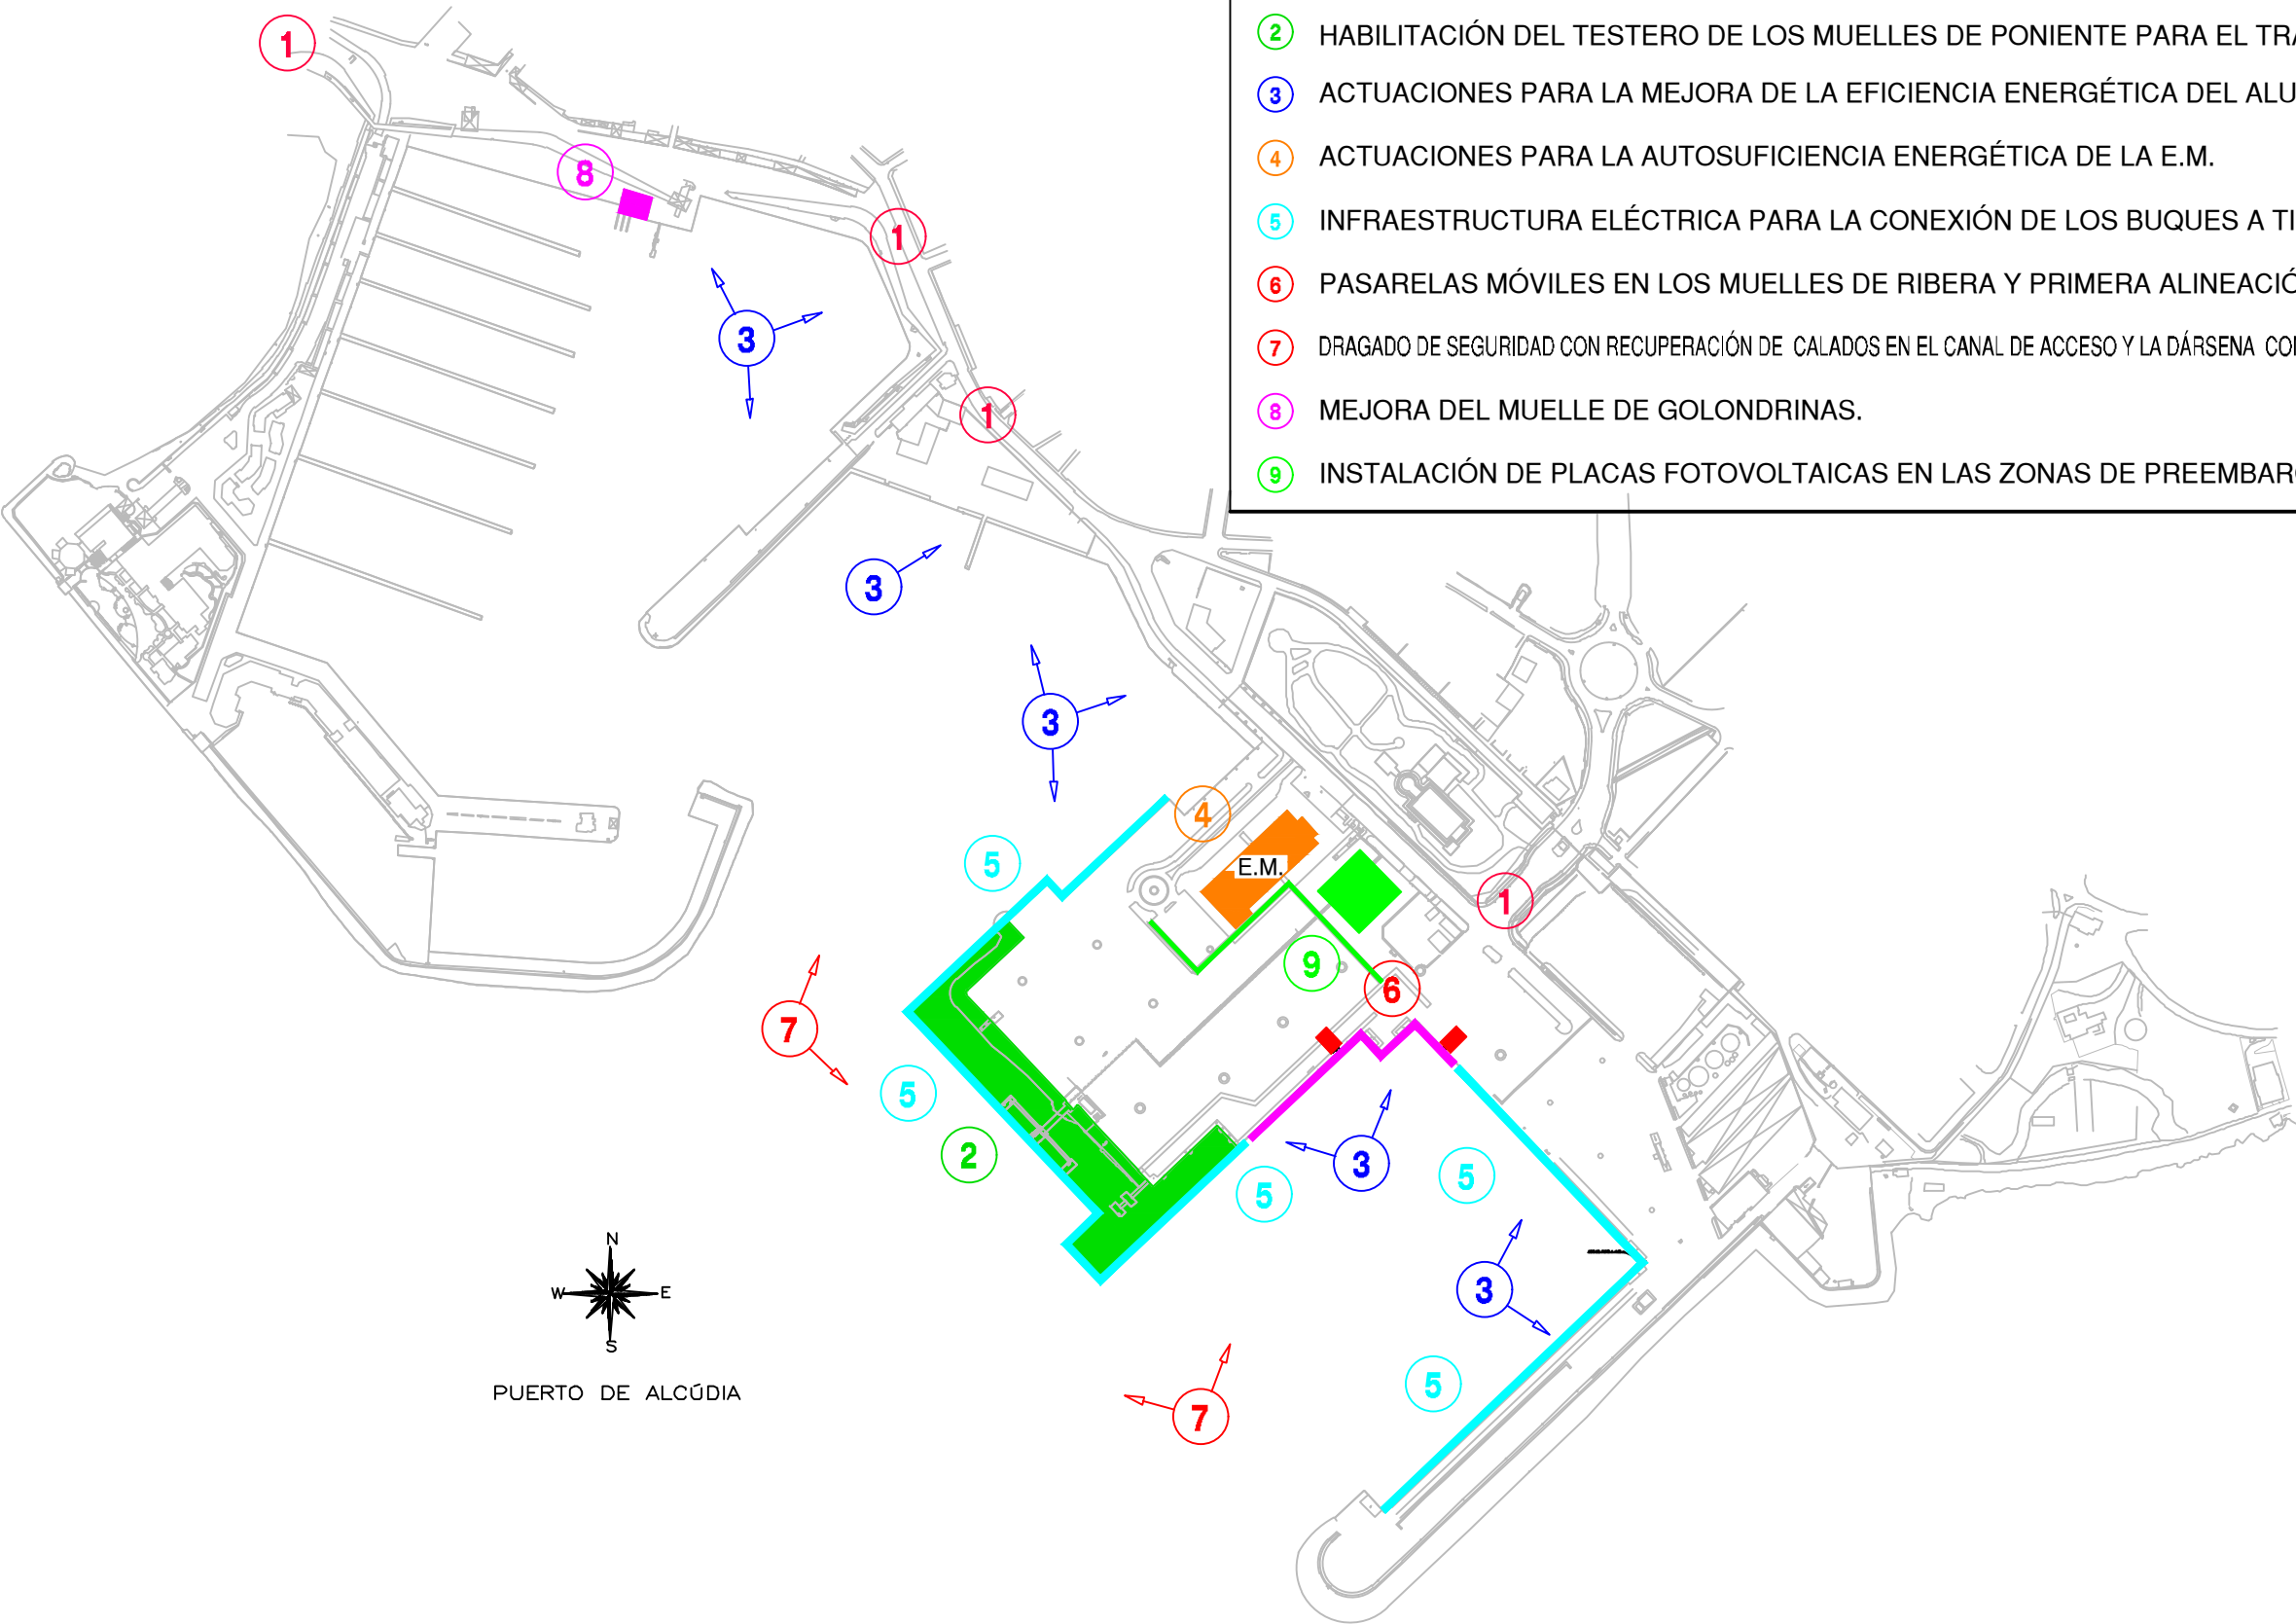 2 HABILITACIÓN DEL TESTERO DE LOS MUELLES DE PONIENTE PARA EL TRA
3 ACTUACIONES PARA LA MEJORA DE LA EFICIENCIA ENERGÉTICA DEL ALU
4 ACTUACIONES PARA LA AUTOSUFICIENCIA ENERGÉTICA DE LA E.M.
5 INFRAESTRUCTURA ELÉCTRICA PARA LA CONEXIÓN DE LOS BUQUES A TI
6 PASARELAS MÓVILES EN LOS MUELLES DE RIBERA Y PRIMERA ALINEACIÓ
7 DRAGADO DE SEGURIDAD CON RECUPERACIÓN DE CALADOS EN EL CANAL DE ACCESO Y LA DÁRSENA CO
8 MEJORA DEL MUELLE DE GOLONDRINAS.
9 INSTALACIÓN DE PLACAS FOTOVOLTAICAS EN LAS ZONAS DE PREEMBAR
1
8
1
3
1
3
3
4
5
E.M.
1
9
6
7
5
2
3
5
5
3
5
7
N
W E
S
PUERTO DE ALCÚDIA